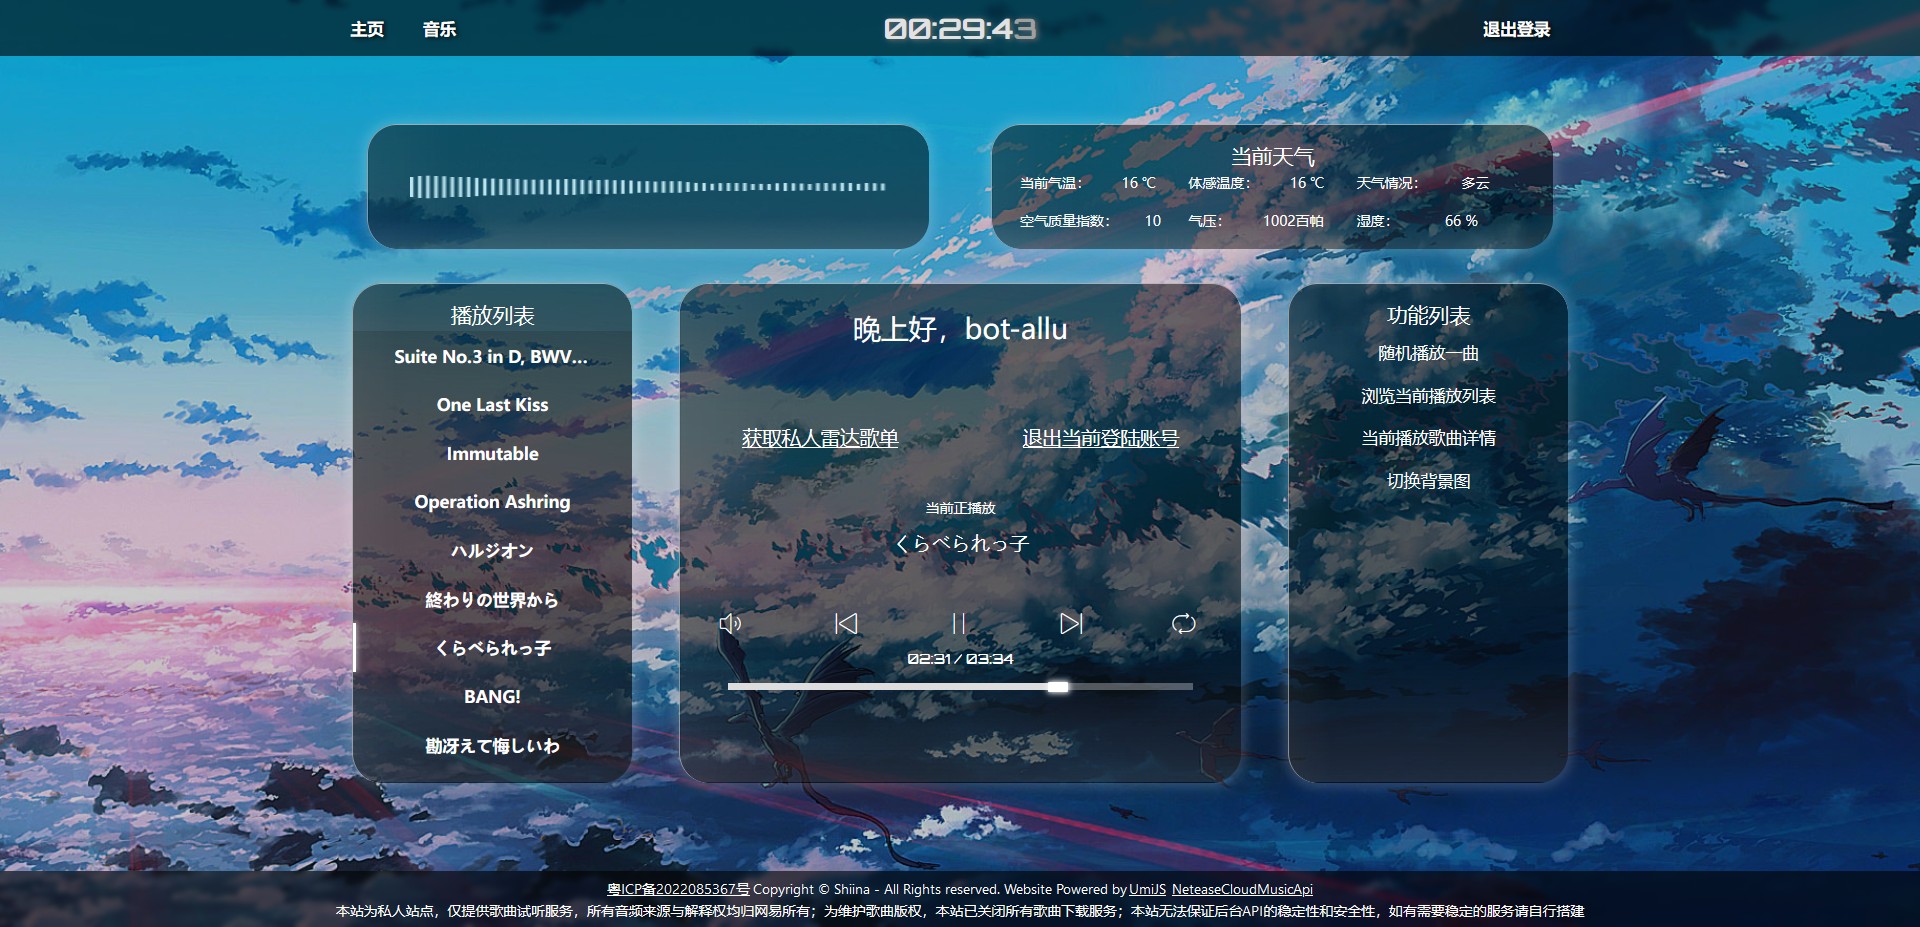 主页 音乐 00:29:43 退出登录
当前天气
当前气温： 16 ℃ 体感温度： 16 ℃ 天气情况： 多云
空气质量指数： 10 气压： 1002百帕 湿度： 66 %
播放列表
Suite No.3 in D, BWV...
One Last Kiss
Immutable
Operation Ashring
ハルジオン
終わりの世界から
くらべられっ子
BANG!
勘冴えて悔しいわ
晚上好，bot-allu
获取私人雷达歌单 退出当前登陆账号
当前正播放
くらべられっ子
02:31 / 03:34
功能列表
随机播放一曲
浏览当前播放列表
当前播放歌曲详情
切换背景图
粤ICP备2022085367号 Copyright © Shiina - All Rights reserved. Website Powered by UmiJS NeteaseCloudMusicApi
本站为私人站点，仅提供歌曲试听服务，所有音频来源与解释权均归网易所有；为维护歌曲版权，本站已关闭所有歌曲下载服务；本站无法保证后台API的稳定性和安全性，如有需要稳定的服务请自行搭建